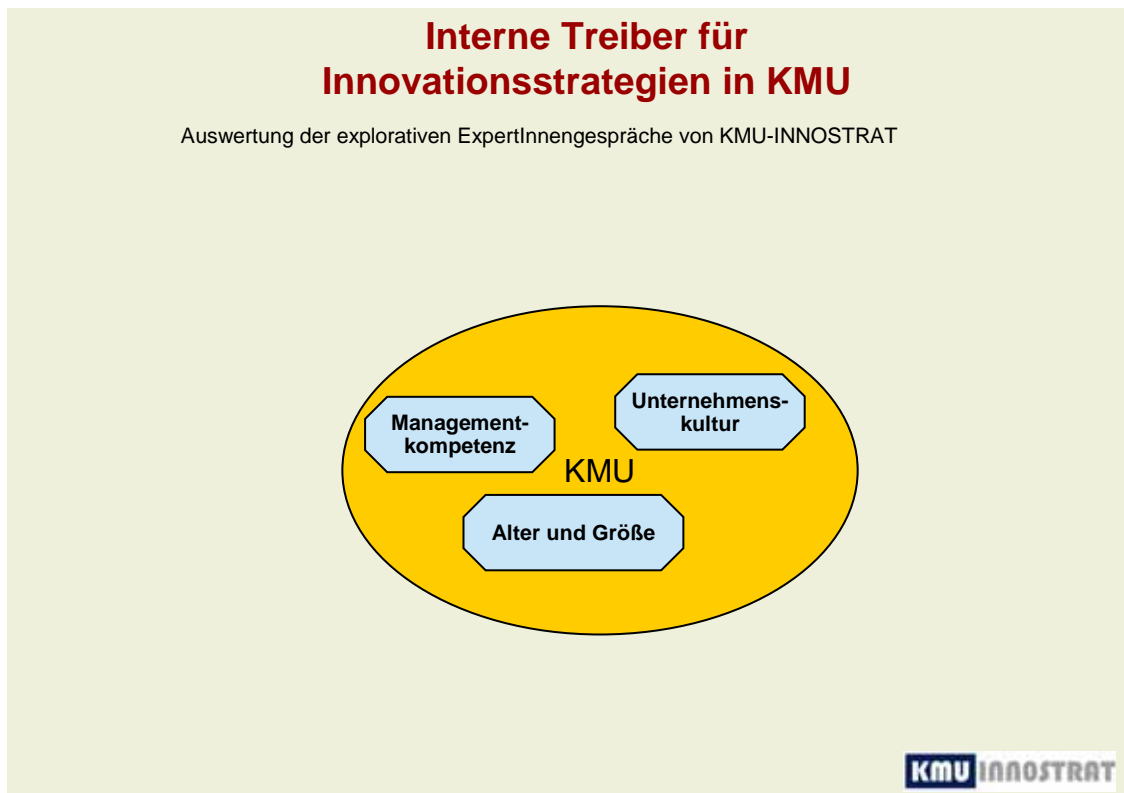 Interne Treiber für
Innovationsstrategien in KMU
Auswertung der explorativen ExpertInnengespräche von KMU-INNOSTRAT
Unternehmens-
kultur
Management-
kompetenz
KMU
Alter und Größe
KMU INNOSTRAT